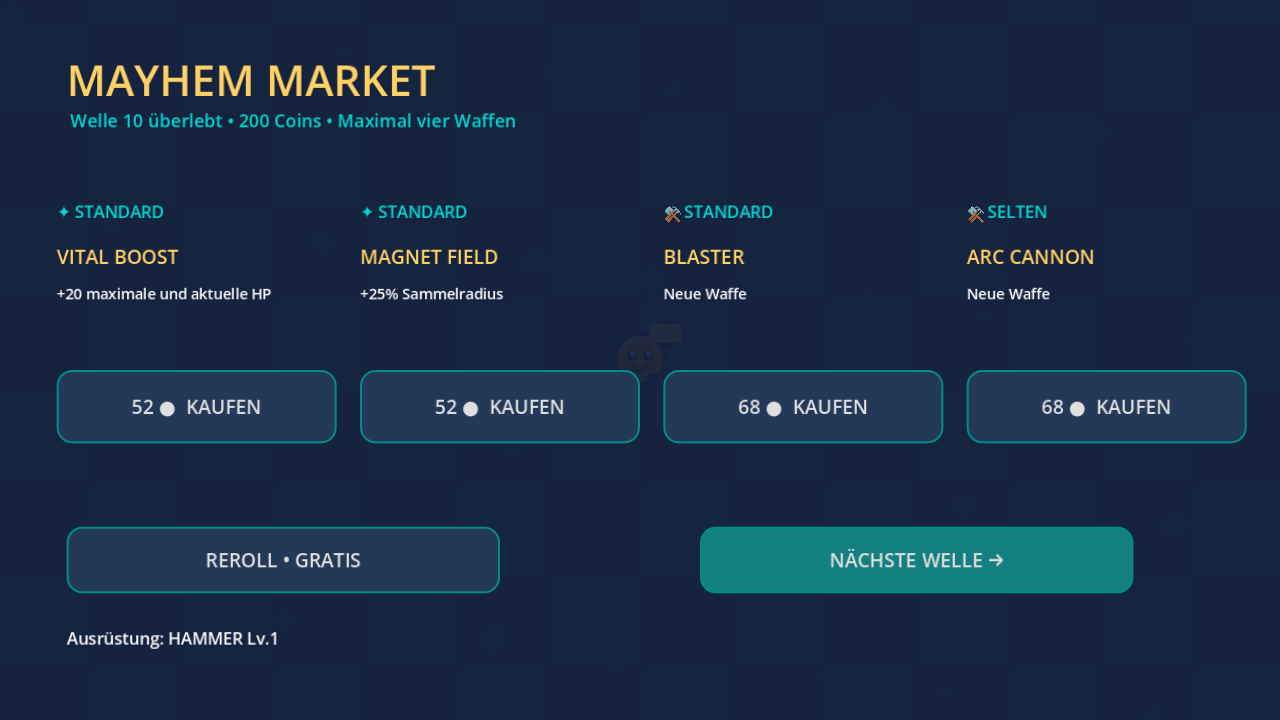 MAYHEM MARKET
Welle 10 überlebt • 200 Coins • Maximal vier Waffen
✦ STANDARD
✦ STANDARD
🛠 STANDARD
🛠 SELTEN
VITAL BOOST
MAGNET FIELD
BLASTER
ARC CANNON
+20 maximale und aktuelle HP
+25% Sammelradius
Neue Waffe
Neue Waffe
52 ● KAUFEN
52 ● KAUFEN
68 ● KAUFEN
68 ● KAUFEN
REROLL • GRATIS
NÄCHSTE WELLE →
Ausrüstung: HAMMER Lv.1